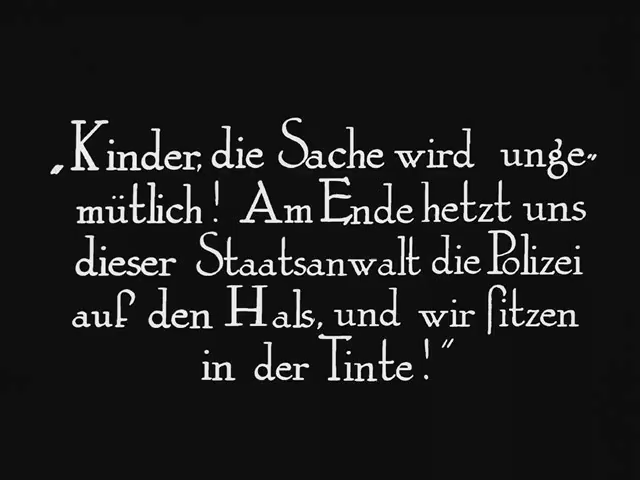 „Kinder, die Sache wird unge-
mütlich! Am Ende hetzt uns
dieser Staatsanwalt die Polizei
auf den Hals, und wir ſitzen
in der Tinte!"